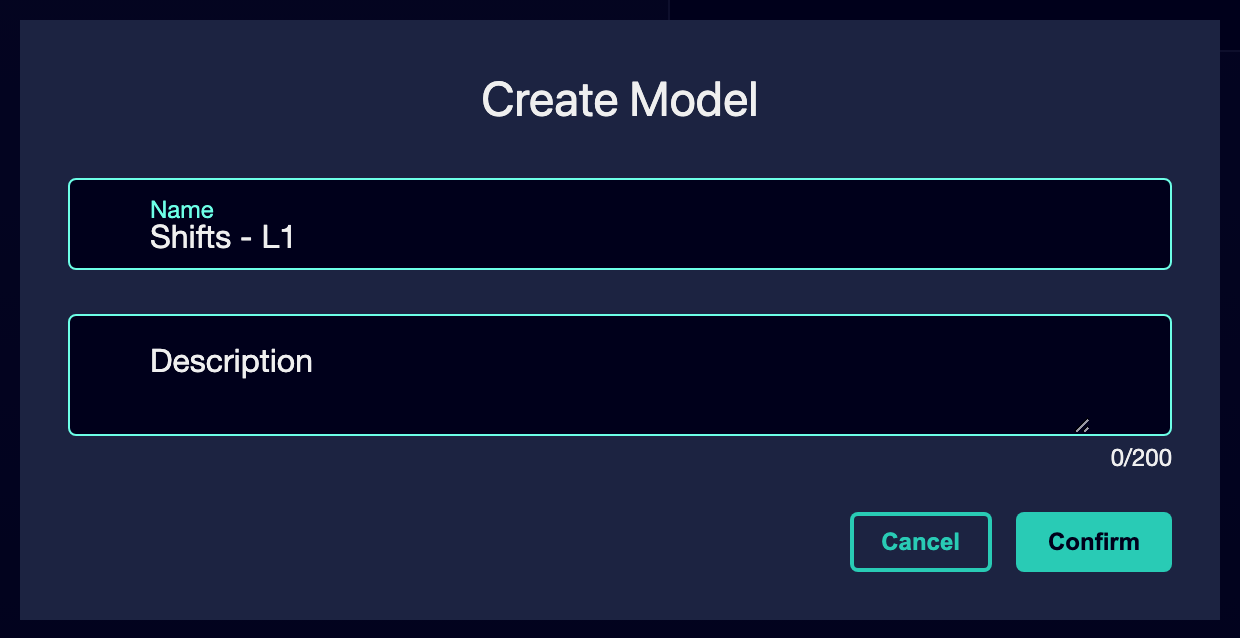 Create Model
Name
Shifts - L1
Description
0/200
Cancel
Confirm